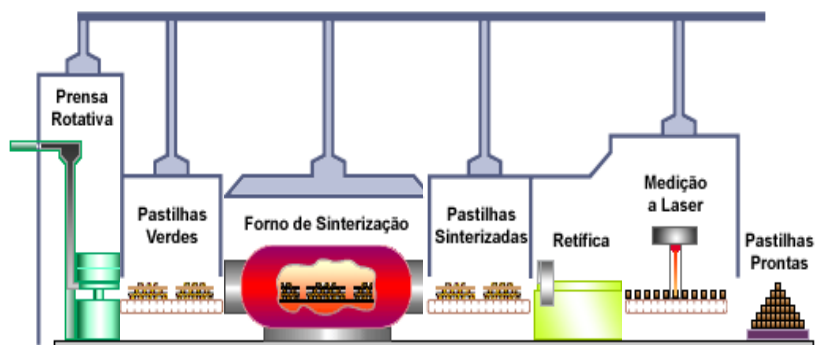 Prensa
Rotativa
Pastilhas
Verdes
Forno de Sinterização
Pastilhas
Sinterizadas
Retífica
Medição
a Laser
Pastilhas
Prontas